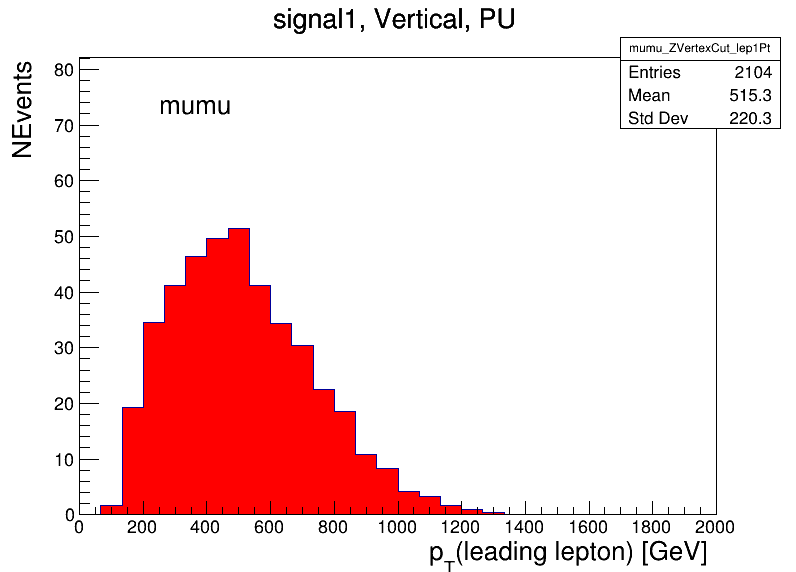 signal1, Vertical, PU
mumu_ZVertexCut_lep1Pt
Entries 2104
Mean 515.3
Std Dev 220.3
NEvents
mumu
80
70
60
50
40
30
20
10
0
0 200 400 600 800 1000 1200 1400 1600 1800 2000
pT(leading lepton) [GeV]